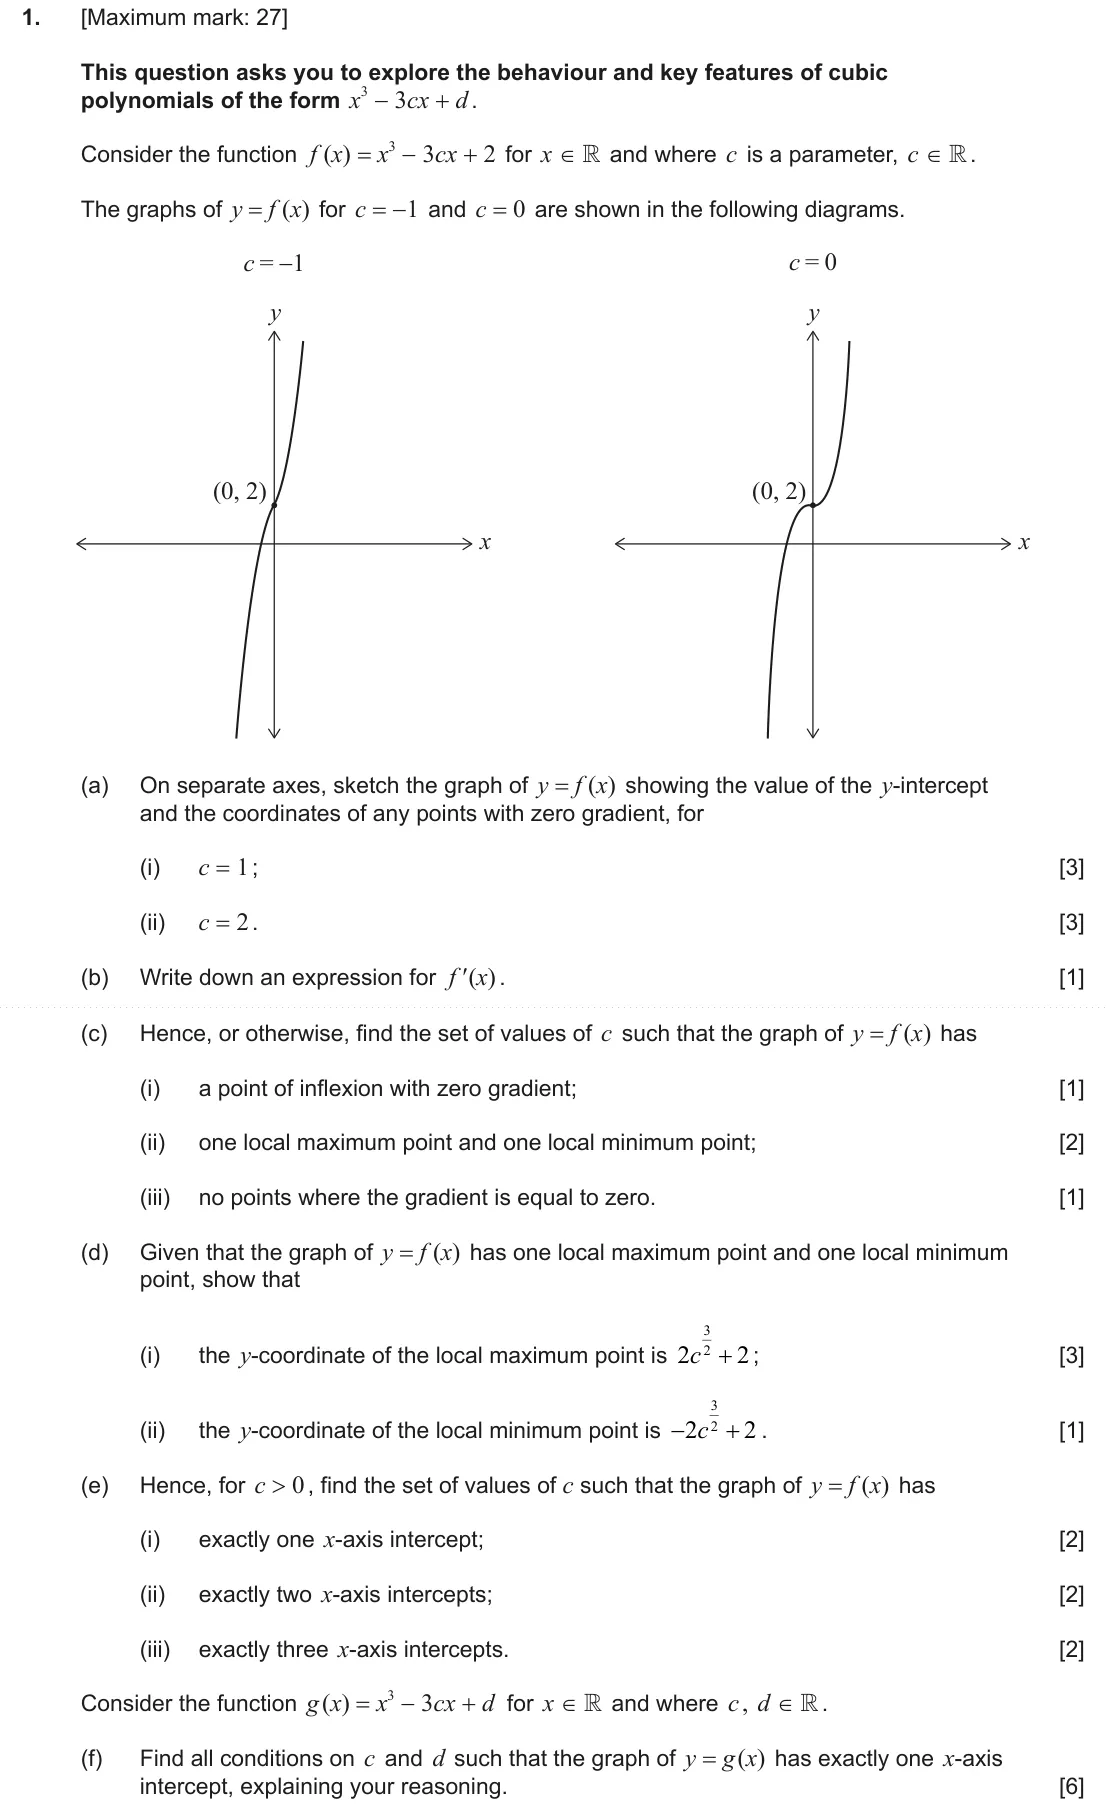 1. [Maximum mark: 27]
This question asks you to explore the behaviour and key features of cubic
polynomials of the form x³ − 3cx + d.
Consider the function f(x) = x³ − 3cx + 2 for x ∈ ℝ and where c is a parameter, c ∈ ℝ.
The graphs of y = f(x) for c = −1 and c = 0 are shown in the following diagrams.
c = −1
c = 0
y
y
(0, 2)
(0, 2)
x
x
(a) On separate axes, sketch the graph of y = f(x) showing the value of the y-intercept
and the coordinates of any points with zero gradient, for
(i) c = 1; [3]
(ii) c = 2. [3]
(b) Write down an expression for f′(x). [1]
(c) Hence, or otherwise, find the set of values of c such that the graph of y = f(x) has
(i) a point of inflexion with zero gradient; [1]
(ii) one local maximum point and one local minimum point; [2]
(iii) no points where the gradient is equal to zero. [1]
(d) Given that the graph of y = f(x) has one local maximum point and one local minimum
point, show that
(i) the y-coordinate of the local maximum point is 2c^(3/2) + 2; [3]
(ii) the y-coordinate of the local minimum point is −2c^(3/2) + 2. [1]
(e) Hence, for c > 0, find the set of values of c such that the graph of y = f(x) has
(i) exactly one x-axis intercept; [2]
(ii) exactly two x-axis intercepts; [2]
(iii) exactly three x-axis intercepts. [2]
Consider the function g(x) = x³ − 3cx + d for x ∈ ℝ and where c, d ∈ ℝ.
(f) Find all conditions on c and d such that the graph of y = g(x) has exactly one x-axis
intercept, explaining your reasoning. [6]